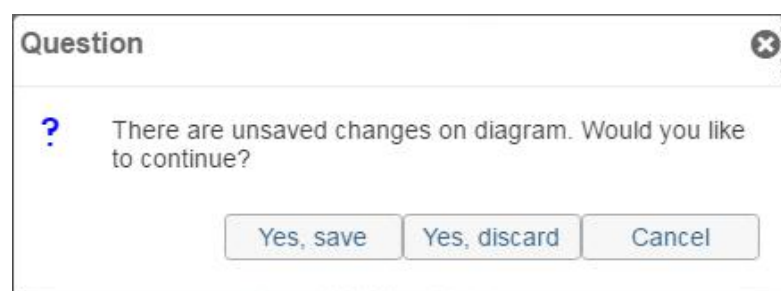 Question
?
There are unsaved changes on diagram. Would you like
to continue?
Yes, save
Yes, discard
Cancel